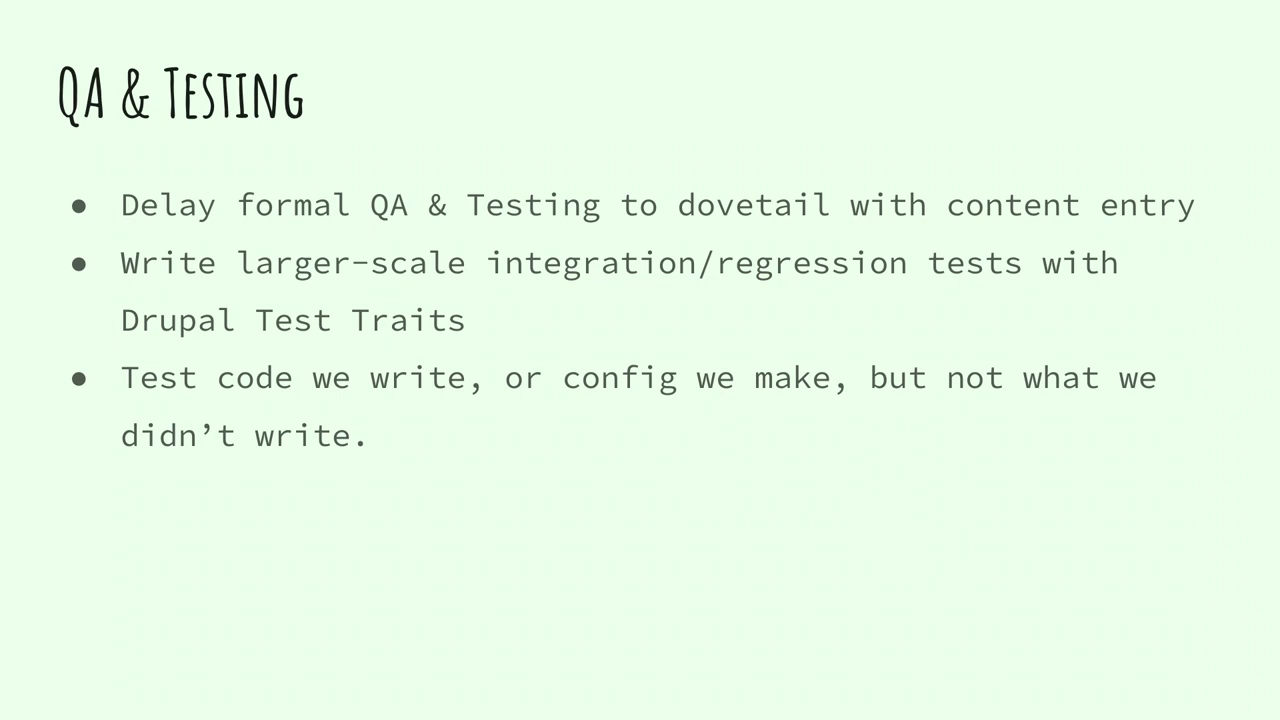 QA & Testing
● Delay formal QA & Testing to dovetail with content entry
● Write larger-scale integration/regression tests with
Drupal Test Traits
● Test code we write, or config we make, but not what we
didn’t write.